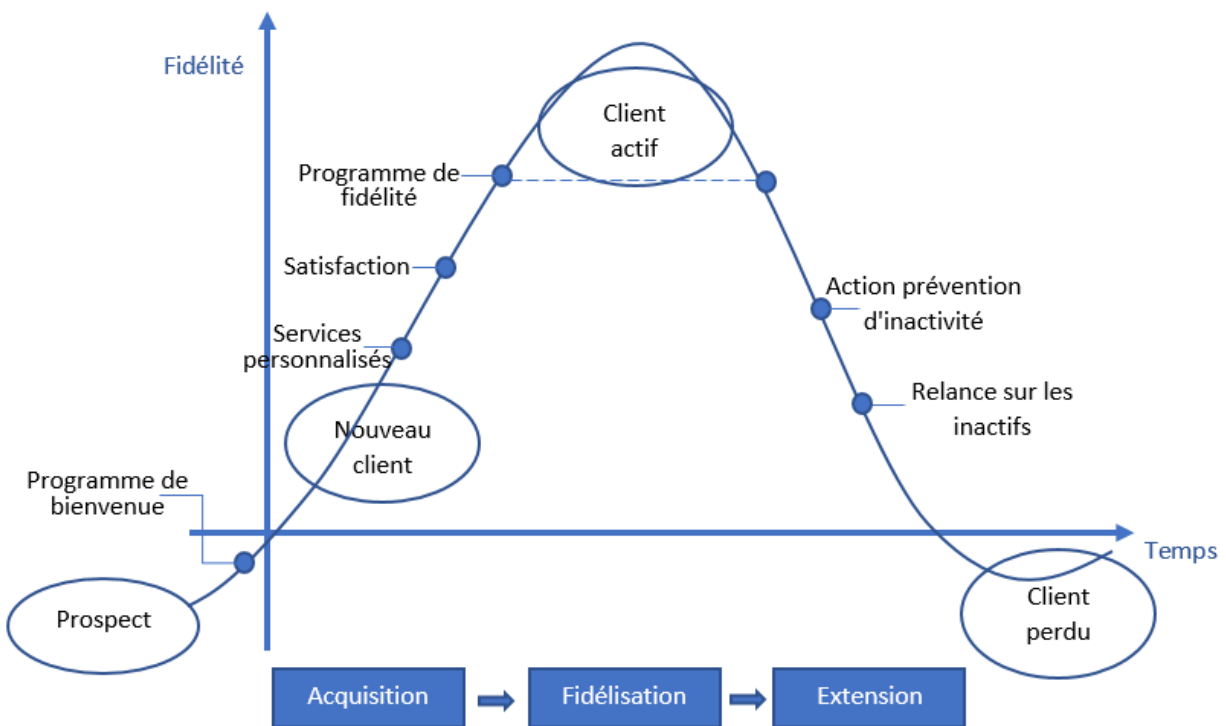 Fidélité
Client
actif
Programme de
fidélité
Satisfaction
Services
personnalisés
Nouveau
client
Programme de
bienvenue
Prospect
Action prévention
d'inactivité
Relance sur les
inactifs
Temps
Client
perdu
Acquisition
Fidélisation
Extension